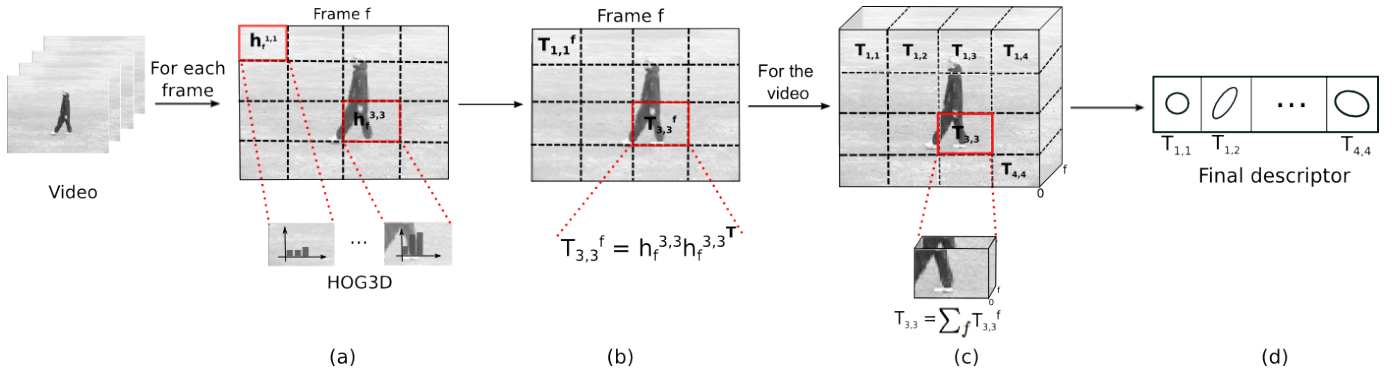 Video
For each
frame
Frame f
h_f^{1,1}
h_f^{3,3}
...
HOG3D
(a)
Frame f
T_{1,1}^f
T_{3,3}^f
T_{3,3}^f = h_f^{3,3}h_f^{3,3}^T
(b)
For the
video
T_{1,1} T_{1,2} T_{1,3} T_{1,4}
T_{3,3}
T_{4,4}
f
0
f
0
T_{3,3} = ∑_f T_{3,3}^f
(c)
...
T_{1,1} T_{1,2} T_{4,4}
Final descriptor
(d)